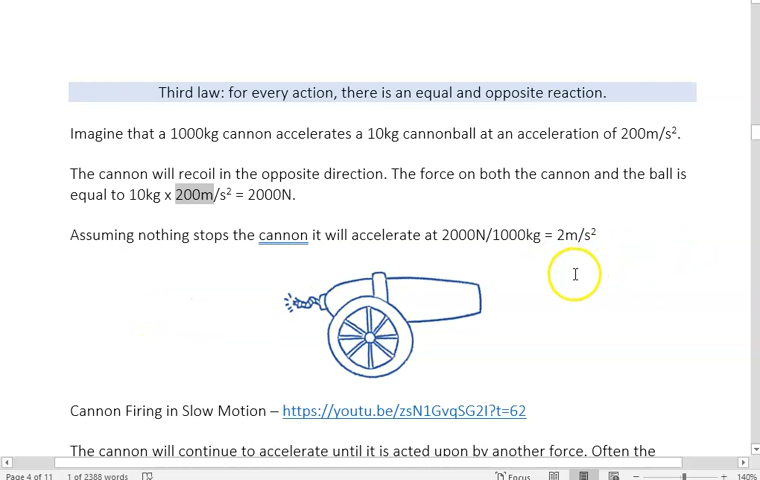 Third law: for every action, there is an equal and opposite reaction.
Imagine that a 1000kg cannon accelerates a 10kg cannonball at an acceleration of 200m/s².
The cannon will recoil in the opposite direction. The force on both the cannon and the ball is
equal to 10kg x 200m/s² = 2000N.
Assuming nothing stops the cannon it will accelerate at 2000N/1000kg = 2m/s²
Cannon Firing in Slow Motion – https://youtu.be/zsN1GvqSG2I?t=62
The cannon will continue to accelerate until it is acted upon by another force. Often the
Page 4 of 11 1 of 2388 words Focus 140%